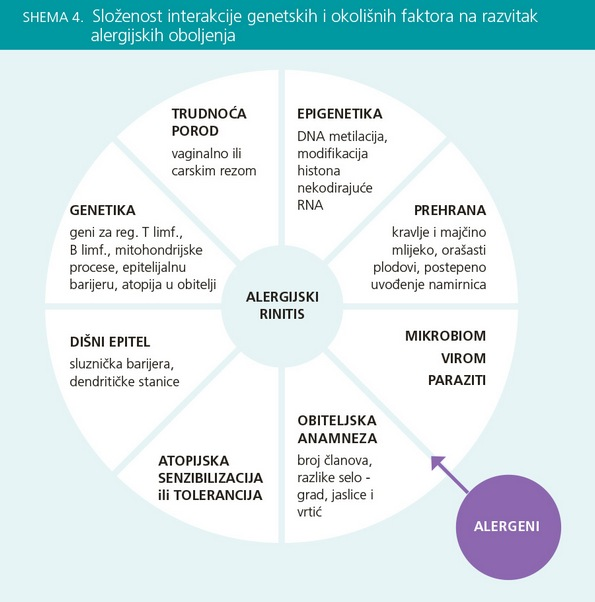 SHEMA 4. Složenost interakcije genetskih i okolišnih faktora na razvitak
alergijskih oboljenja
TRUDNOĆA
POROD
vaginalno ili
carskim rezom
EPIGENETIKA
DNA metilacija,
modifikacija
histona
nekodirajuće
RNA
GENETIKA
geni za reg. T limf.,
B limf., mitohondrijske
procese, epitelijalnu
barijeru, atopija u obitelji
PREHRANA
kravlje i majčino
mlijeko, orašasti
plodovi, postepeno
uvođenje namirnica
ALERGIJSKI
RINITIS
DIŠNI EPITEL
sluznička barijera,
dendritičke stanice
MIKROBIOM
VIROM
PARAZITI
ATOPIJSKA
SENZIBILIZACIJA
ili TOLERANCIJA
OBITELJSKA
ANAMNEZA
broj članova,
razlike selo -
grad, jaslice i
vrtić
ALERGENI